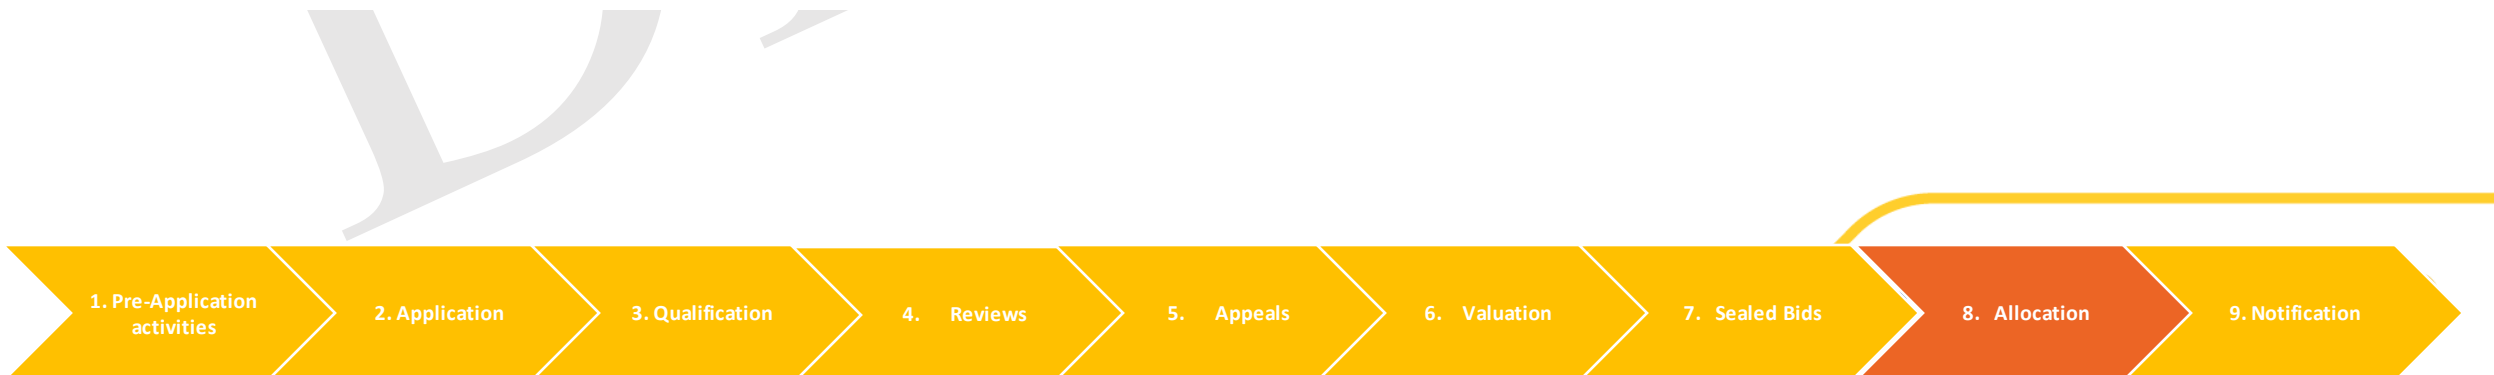 1. Pre-Application
activities
2. Application
3. Qualification
4. Reviews
5. Appeals
6. Valuation
7. Sealed Bids
8. Allocation
9. Notification